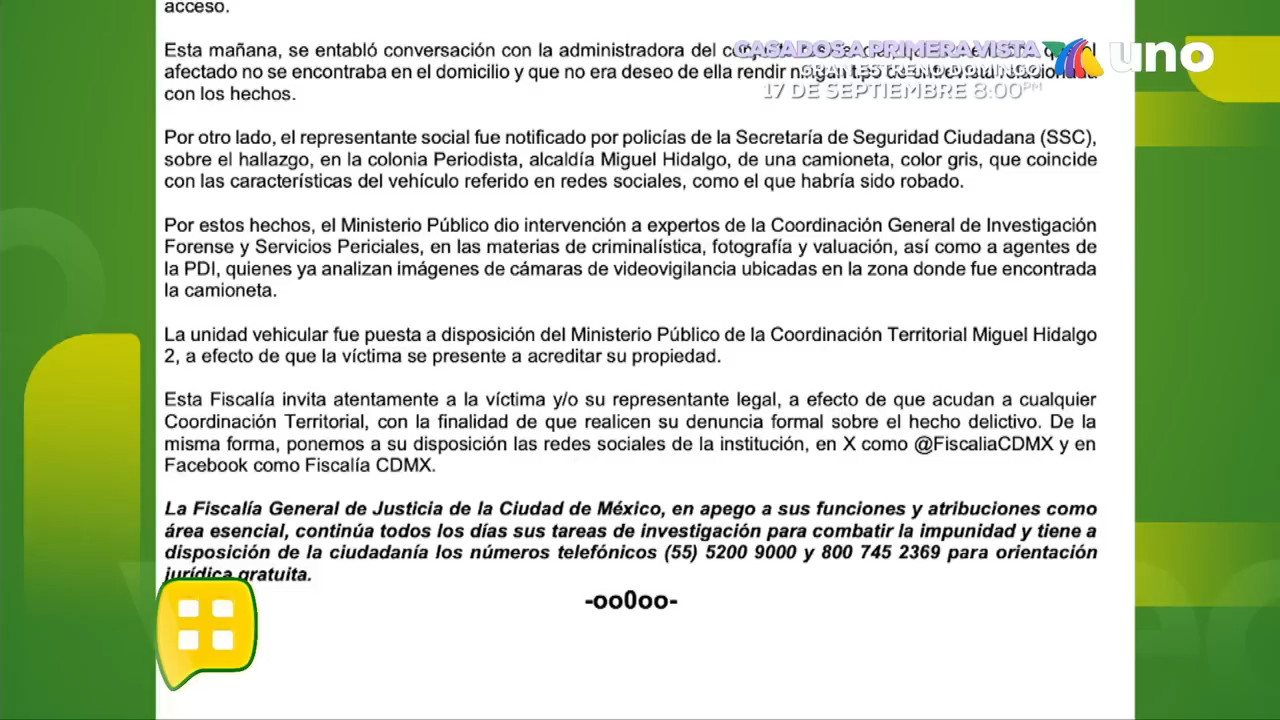 acceso.
Esta mañana, se entabló conversación con la administradora del
afectado no se encontraba en el domicilio y que no era deseo de ella rendir ningún tipo de entrevista relacionada
con los hechos.
CASADOS A PRIMERA VISTA
GRAN ESTRENO DOMINGO
17 DE SEPTIEMBRE 8:00PM
uno
Por otro lado, el representante social fue notificado por policías de la Secretaría de Seguridad Ciudadana (SSC),
sobre el hallazgo, en la colonia Periodista, alcaldía Miguel Hidalgo, de una camioneta, color gris, que coincide
con las características del vehículo referido en redes sociales, como el que habría sido robado.
Por estos hechos, el Ministerio Público dio intervención a expertos de la Coordinación General de Investigación
Forense y Servicios Periciales, en las materias de criminalística, fotografía y valuación, así como a agentes de
la PDI, quienes ya analizan imágenes de cámaras de videovigilancia ubicadas en la zona donde fue encontrada
la camioneta.
La unidad vehicular fue puesta a disposición del Ministerio Público de la Coordinación Territorial Miguel Hidalgo
2, a efecto de que la víctima se presente a acreditar su propiedad.
Esta Fiscalía invita atentamente a la víctima y/o su representante legal, a efecto de que acudan a cualquier
Coordinación Territorial, con la finalidad de que realicen su denuncia formal sobre el hecho delictivo. De la
misma forma, ponemos a su disposición las redes sociales de la institución, en X como @FiscaliaCDMX y en
Facebook como Fiscalía CDMX.
La Fiscalía General de Justicia de la Ciudad de México, en apego a sus funciones y atribuciones como
área esencial, continúa todos los días sus tareas de investigación para combatir la impunidad y tiene a
disposición de la ciudadanía los números telefónicos (55) 5200 9000 y 800 745 2369 para orientación
jurídica gratuita.
-oo0oo-